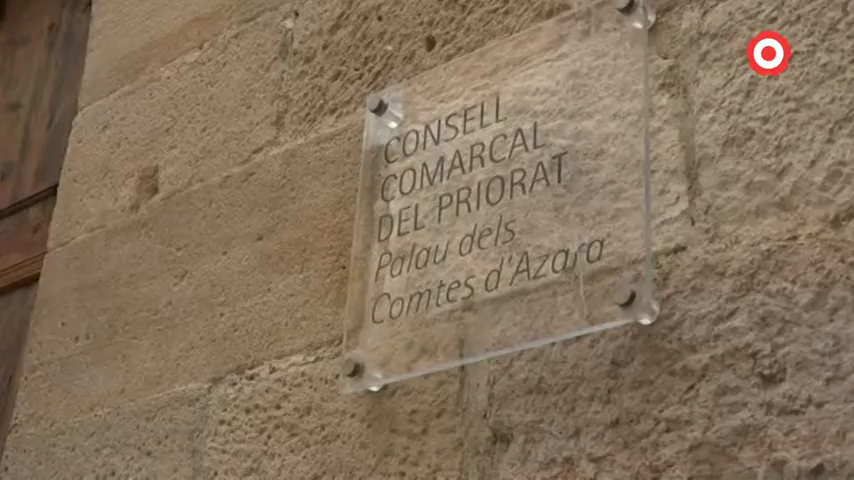 CONSELL
COMARCAL
DEL PRIORAT
Palau dels
Comtes d'Azara